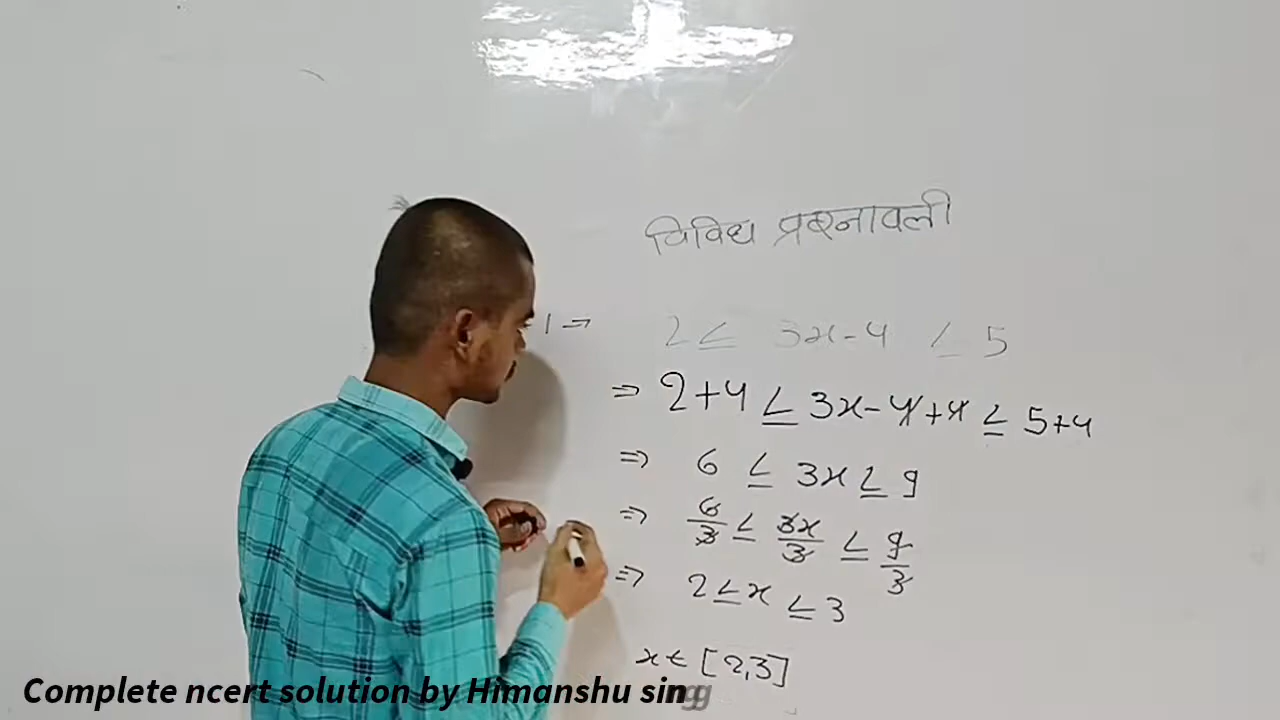 विविध प्रश्नावली
1 ⇒ 2 ≤ 3x-4 ≤ 5
⇒ 2+4 ≤ 3x-4+4 ≤ 5+4
⇒ 6 ≤ 3x ≤ 9
⇒ 6/3 ≤ 3x/3 ≤ 9/3
⇒ 2 ≤ x ≤ 3
x ∈ [2,3]
Complete ncert solution by Himanshu singg